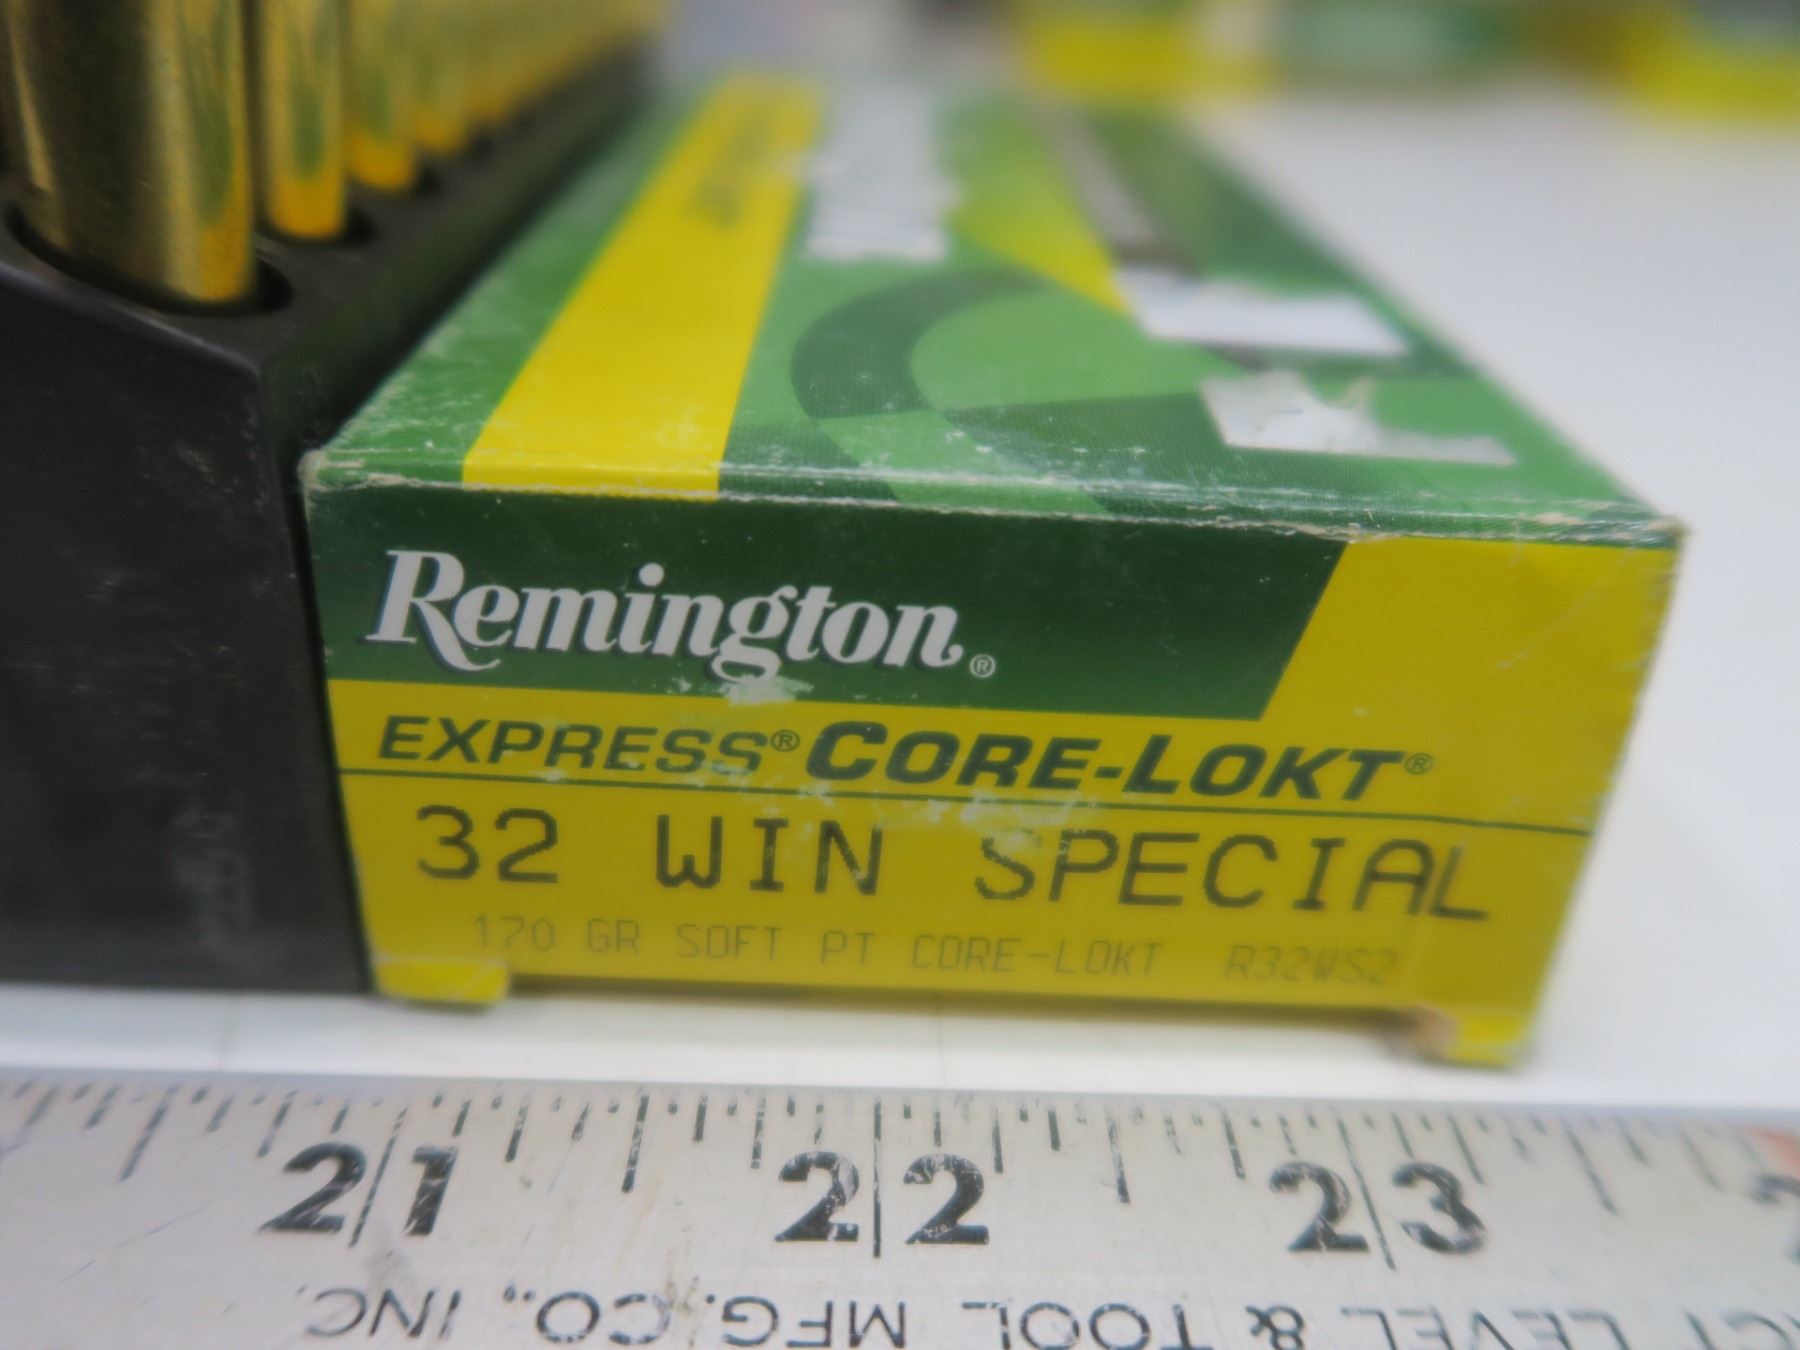 Remington®
EXPRESS® CORE-LOKT®
32 WIN SPECIAL
170 GR SOFT PT CORE-LOKT R32WS2
21 22 23
CT TOOL & LEVEL MFG. CO., INC.